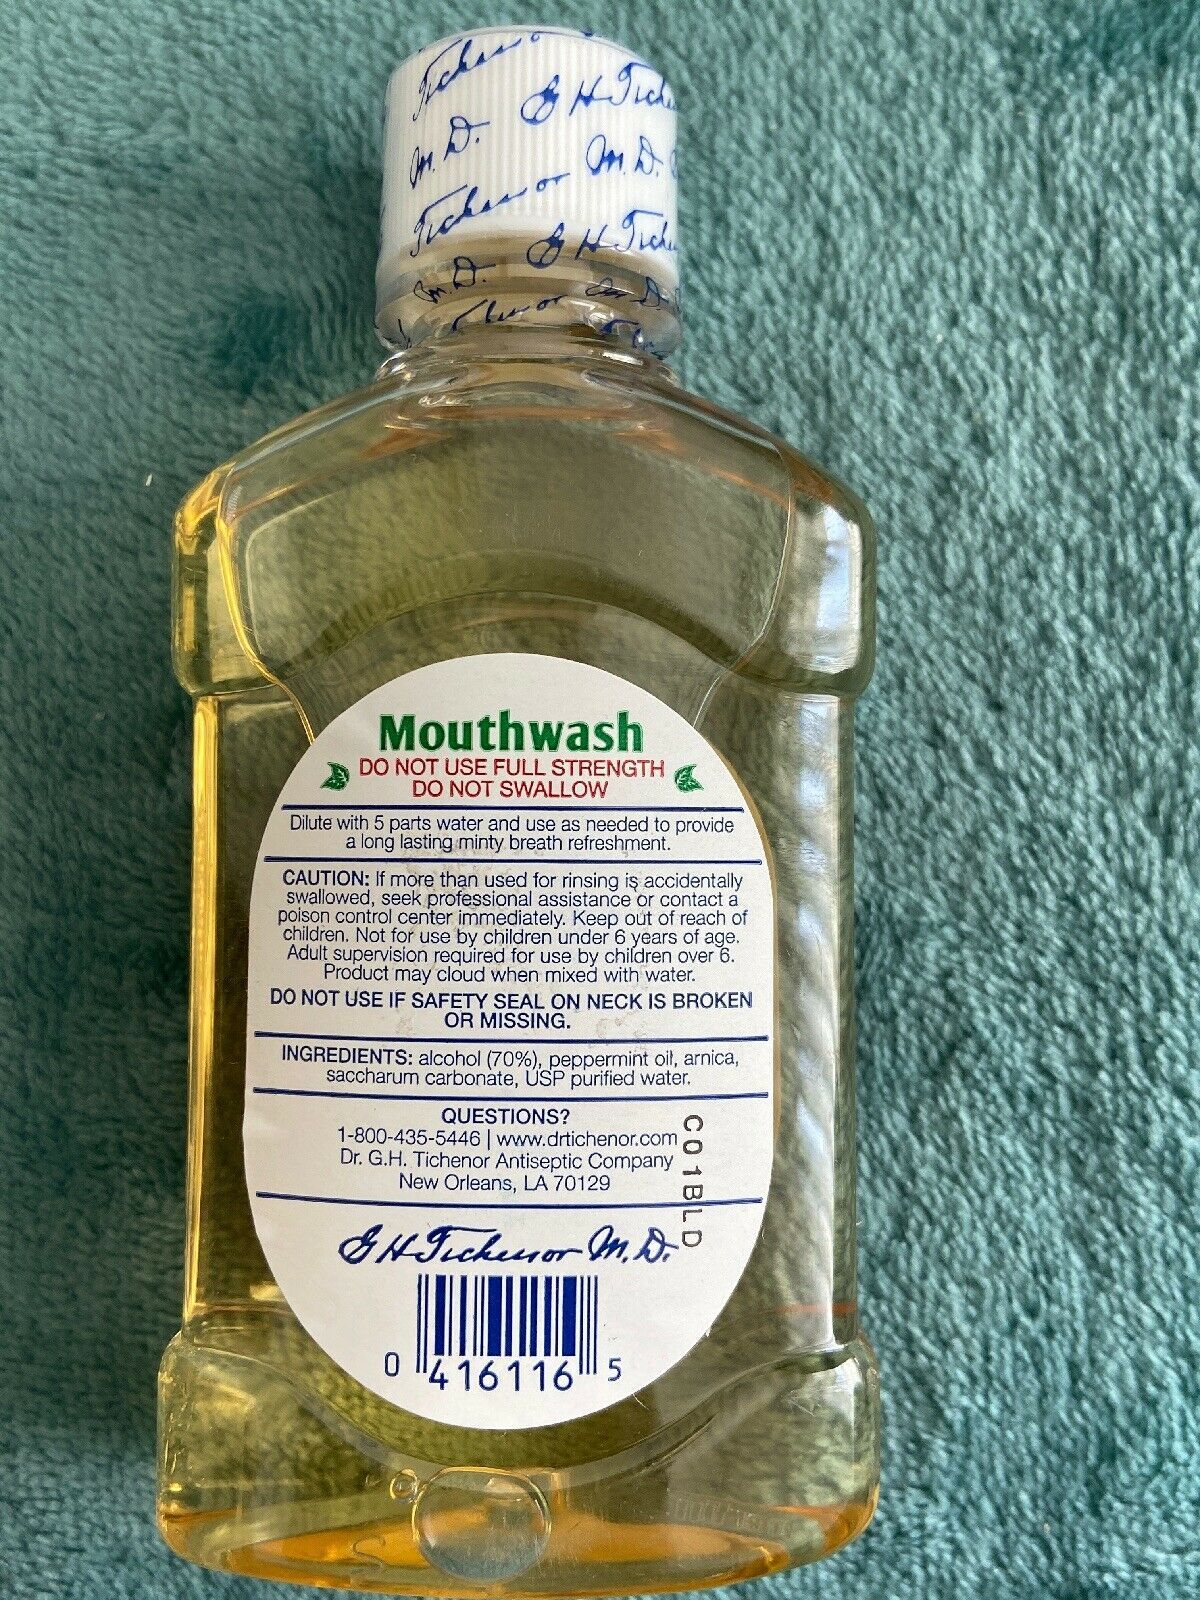 Tichenor
M.D. G H Tiche
Tichenor M.D.
G H Tiche
M.D.
Mouthwash
DO NOT USE FULL STRENGTH
DO NOT SWALLOW
Dilute with 5 parts water and use as needed to provide
a long lasting minty breath refreshment.
CAUTION: If more than used for rinsing is accidentally
swallowed, seek professional assistance or contact a
poison control center immediately. Keep out of reach of
children. Not for use by children under 6 years of age.
Adult supervision required for use by children over 6.
Product may cloud when mixed with water.
DO NOT USE IF SAFETY SEAL ON NECK IS BROKEN
OR MISSING.
INGREDIENTS: alcohol (70%), peppermint oil, arnica,
saccharum carbonate, USP purified water.
QUESTIONS?
1-800-435-5446 | www.drtichenor.com
Dr. G.H. Tichenor Antiseptic Company
New Orleans, LA 70129
C01BLD
G H Tichenor M.D.
0 416116 5